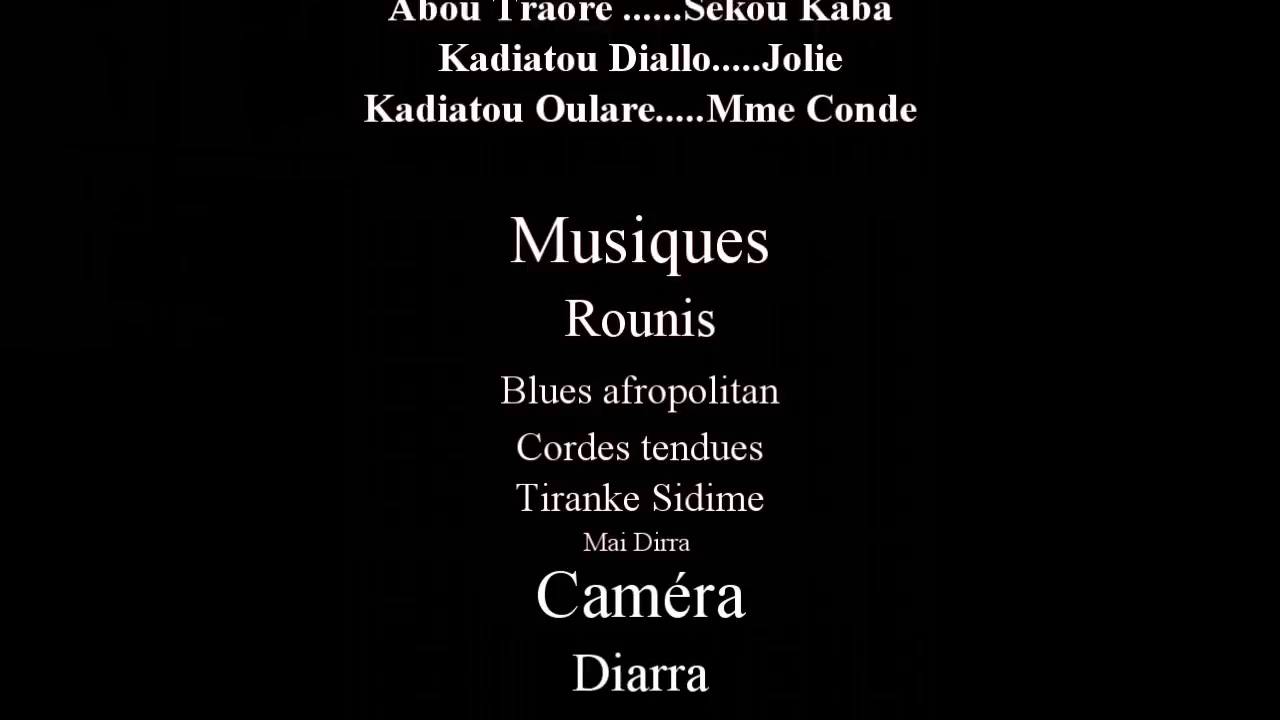 Abou Traore ......Sekou Kaba
Kadiatou Diallo.....Jolie
Kadiatou Oulare.....Mme Conde
Musiques
Rounis
Blues afropolitan
Cordes tendues
Tiranke Sidime
Mai Dirra
Caméra
Diarra